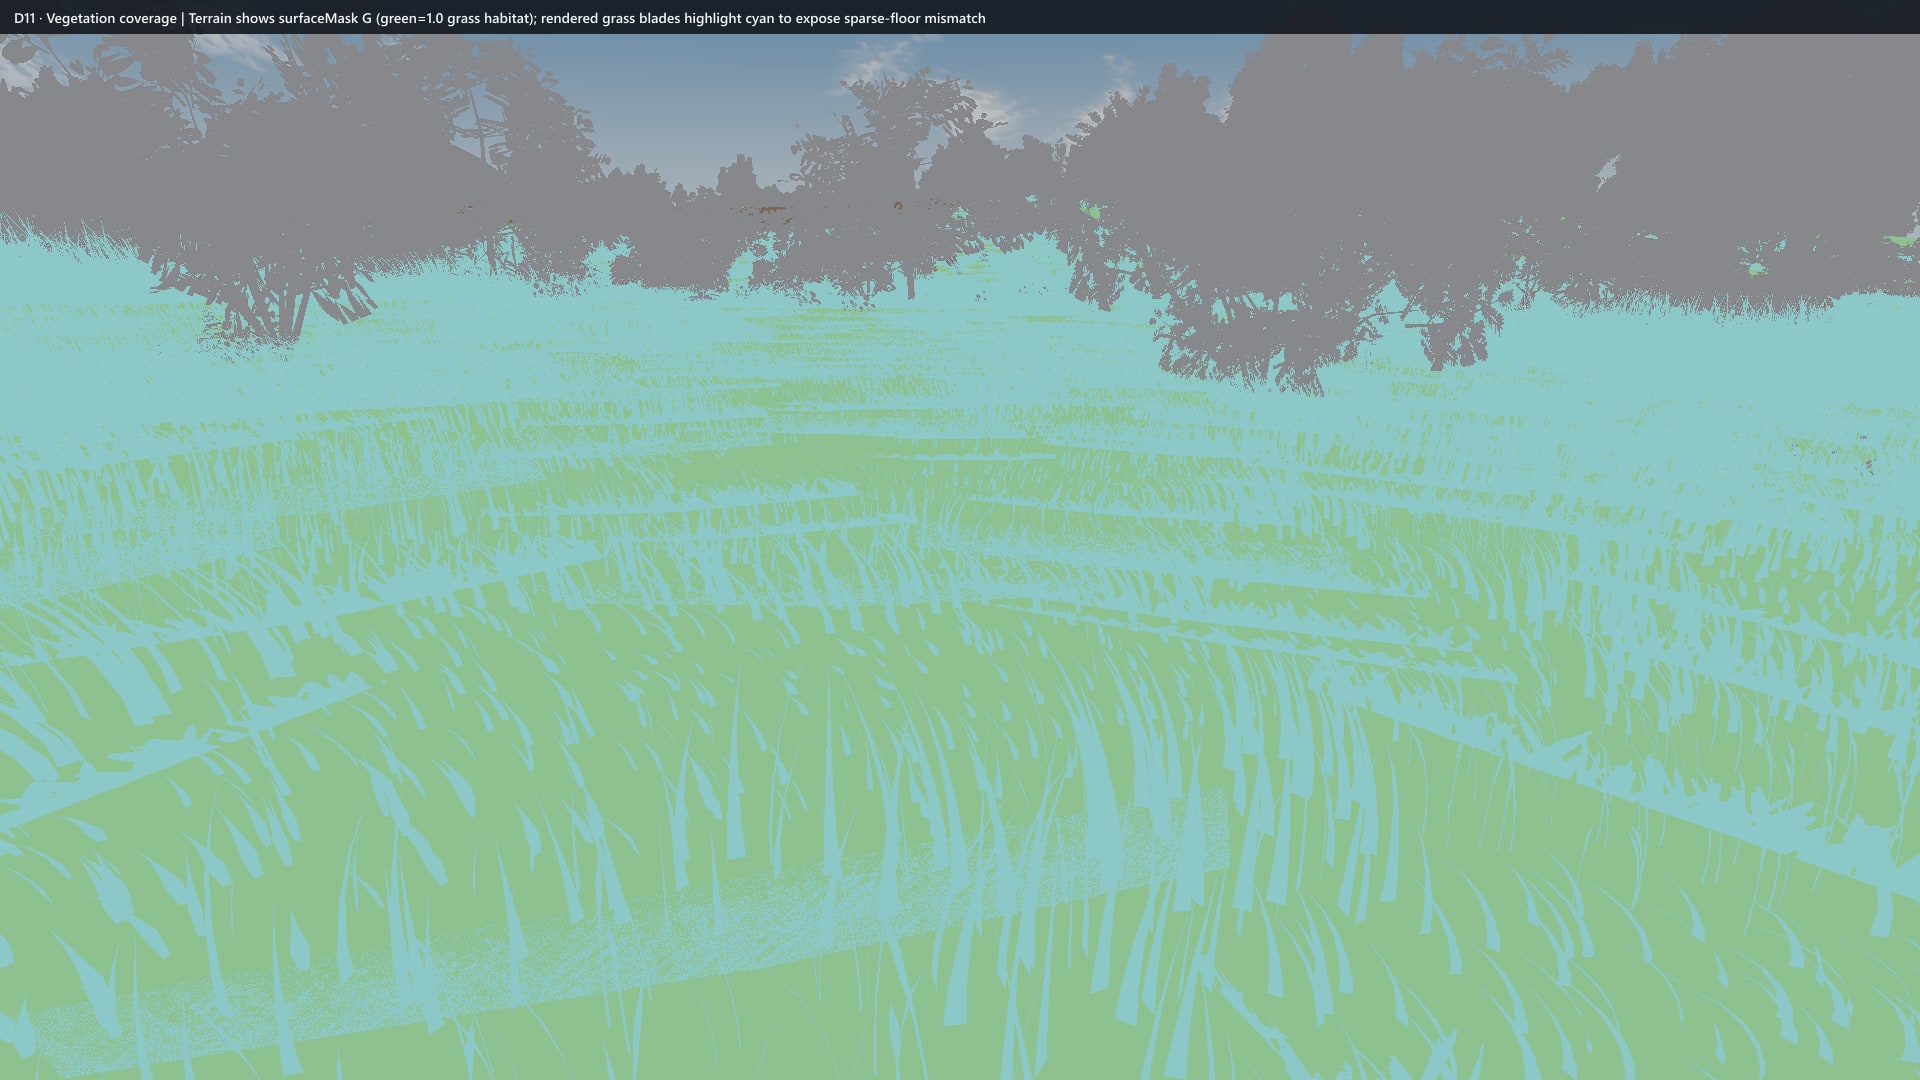 D11 · Vegetation coverage | Terrain shows surfaceMask G (green=1.0 grass habitat); rendered grass blades highlight cyan to expose sparse-floor mismatch